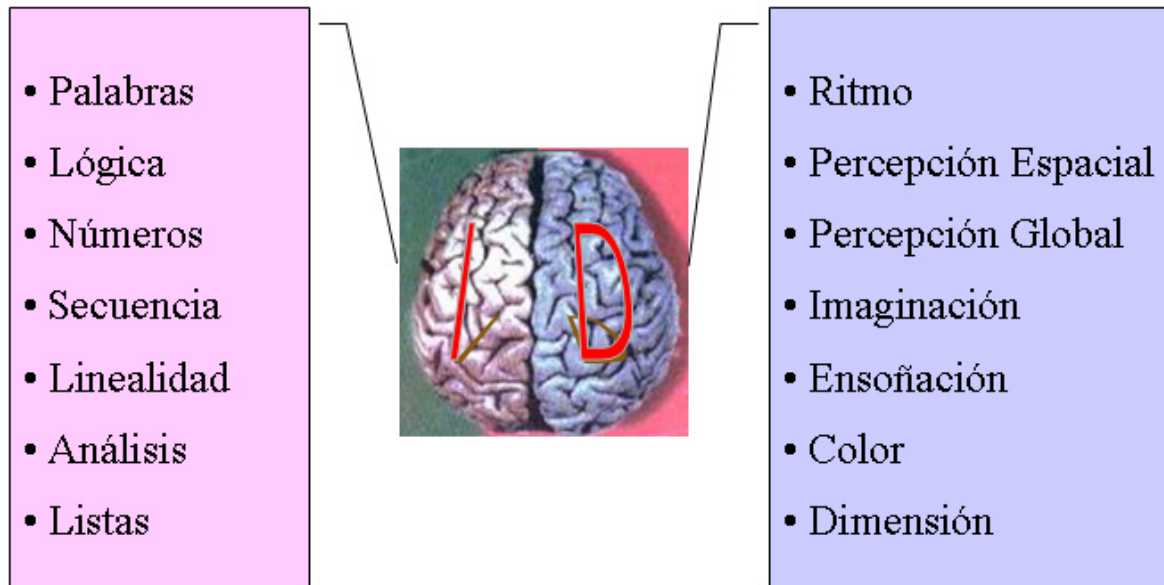 • Palabras
• Lógica
• Números
• Secuencia
• Linealidad
• Análisis
• Listas
I D
• Ritmo
• Percepción Espacial
• Percepción Global
• Imaginación
• Ensoñación
• Color
• Dimensión